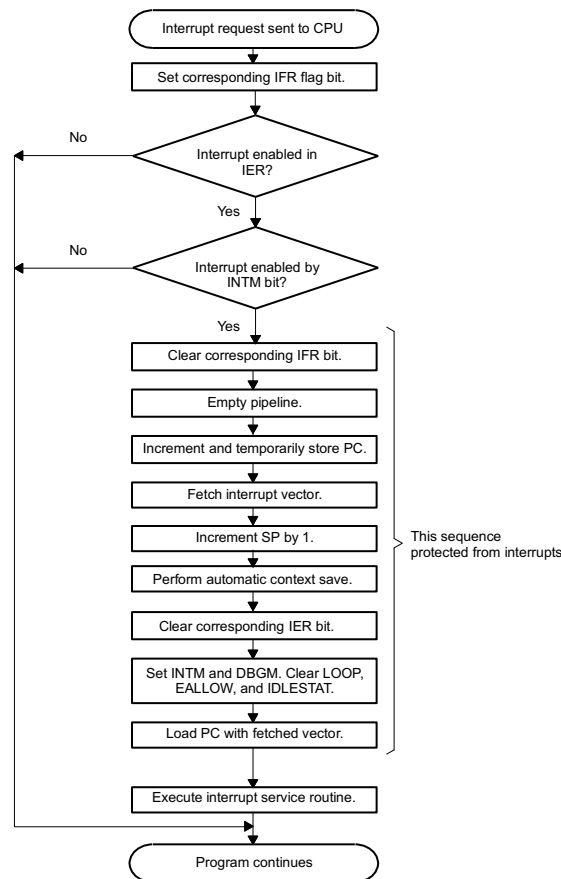 Interrupt request sent to CPU
Set corresponding IFR flag bit.
No
Interrupt enabled in
IER?
Yes
No
Interrupt enabled by
INTM bit?
Yes
Clear corresponding IFR bit.
Empty pipeline.
Increment and temporarily store PC.
Fetch interrupt vector.
Increment SP by 1.
This sequence
protected from interrupts
Perform automatic context save.
Clear corresponding IER bit.
Set INTM and DBGM. Clear LOOP,
EALLOW, and IDLESTAT.
Load PC with fetched vector.
Execute interrupt service routine.
Program continues